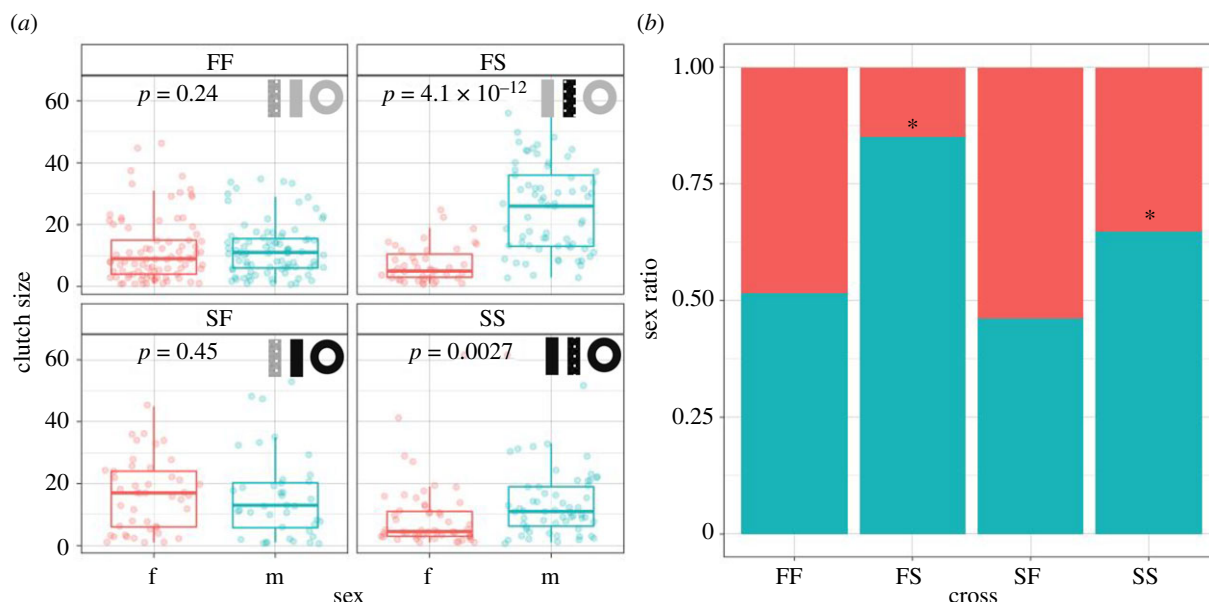 (a)
FF
FS
p = 0.24
p = 4.1 × 10–12
60
40
20
0
SF
SS
p = 0.45
p = 0.0027
60
40
20
0
clutch size
f
m
f
m
sex
(b)
1.00
0.75
0.50
0.25
0
sex ratio
*
*
FF
FS
SF
SS
cross